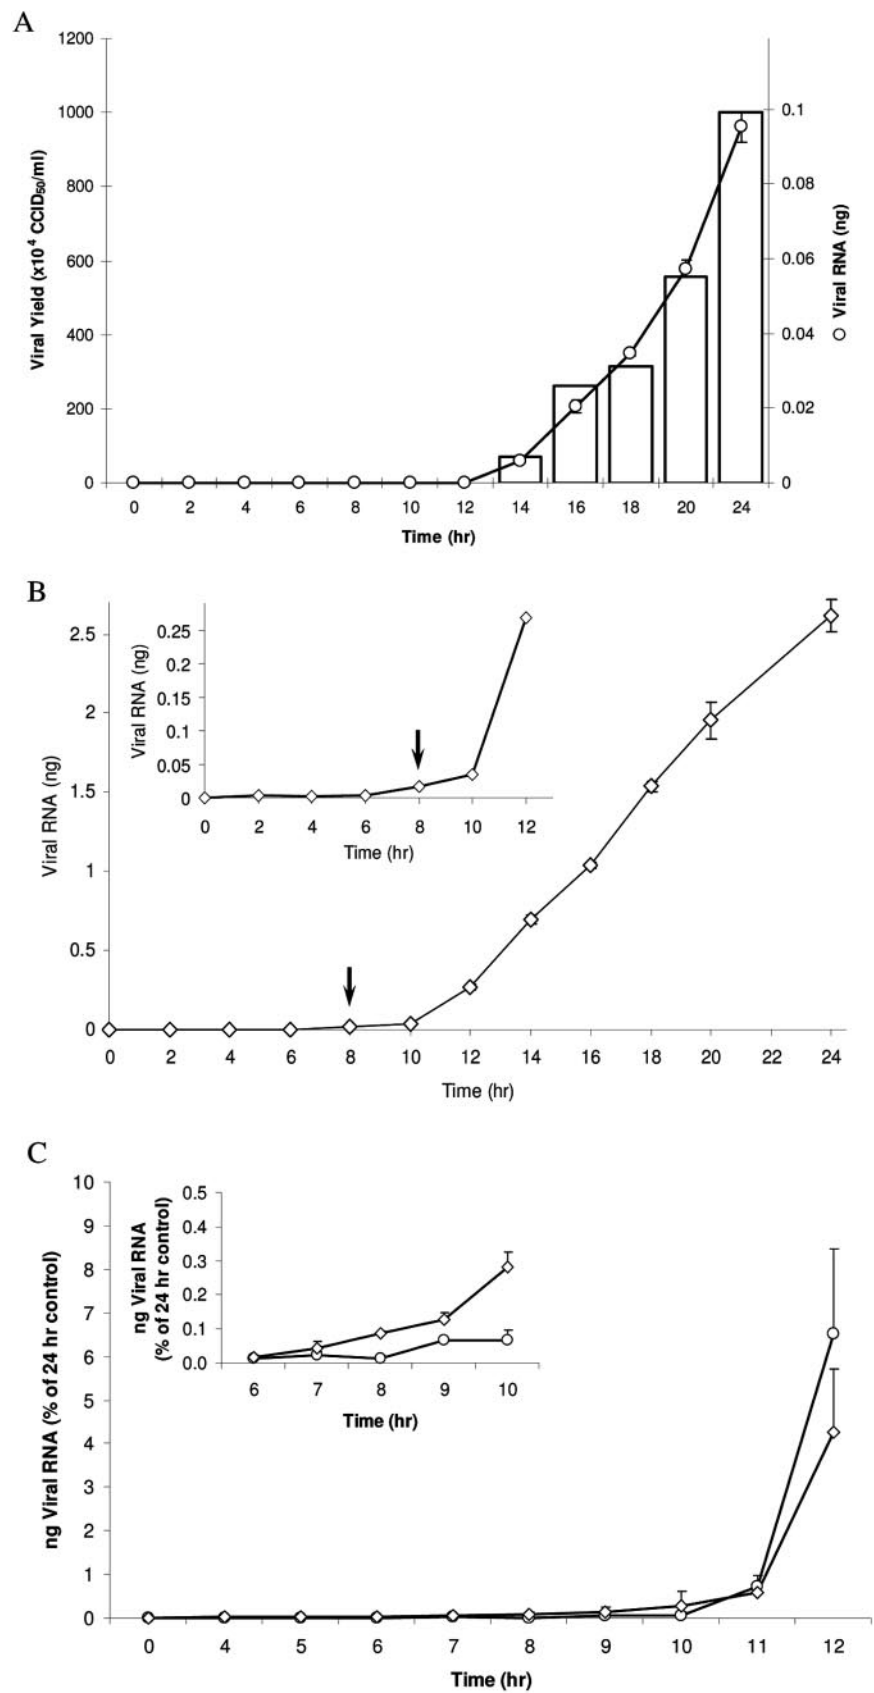 A
1200
1000
800
600
400
200
0
Viral Yield (x10⁴ CCID₅₀/ml)
0.1
0.08
0.06
0.04
0.02
0
Viral RNA (ng)
0 2 4 6 8 10 12 14 16 18 20 24
Time (hr)
B
2.5
2
1.5
1
0.5
0
Viral RNA (ng)
0.25
0.2
0.15
0.1
0.05
0
Viral RNA (ng)
0 2 4 6 8 10 12
Time (hr)
0 2 4 6 8 10 12 14 16 18 20 22 24
Time (hr)
C
10
9
8
7
6
5
4
3
2
1
0
ng Viral RNA (% of 24 hr control)
0.5
0.4
0.3
0.2
0.1
0.0
ng Viral RNA
(% of 24 hr control)
6 7 8 9 10
Time (hr)
0 4 5 6 7 8 9 10 11 12
Time (hr)